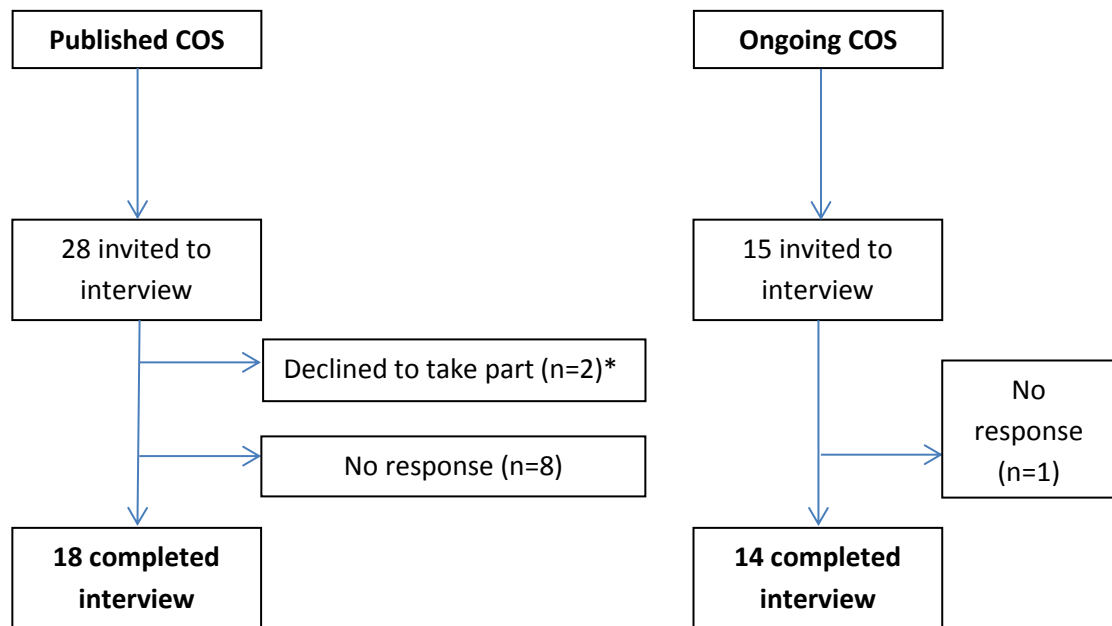 Published COS
28 invited to
interview
Declined to take part (n=2)*
No response (n=8)
18 completed
interview
Ongoing COS
15 invited to
interview
No
response
(n=1)
14 completed
interview